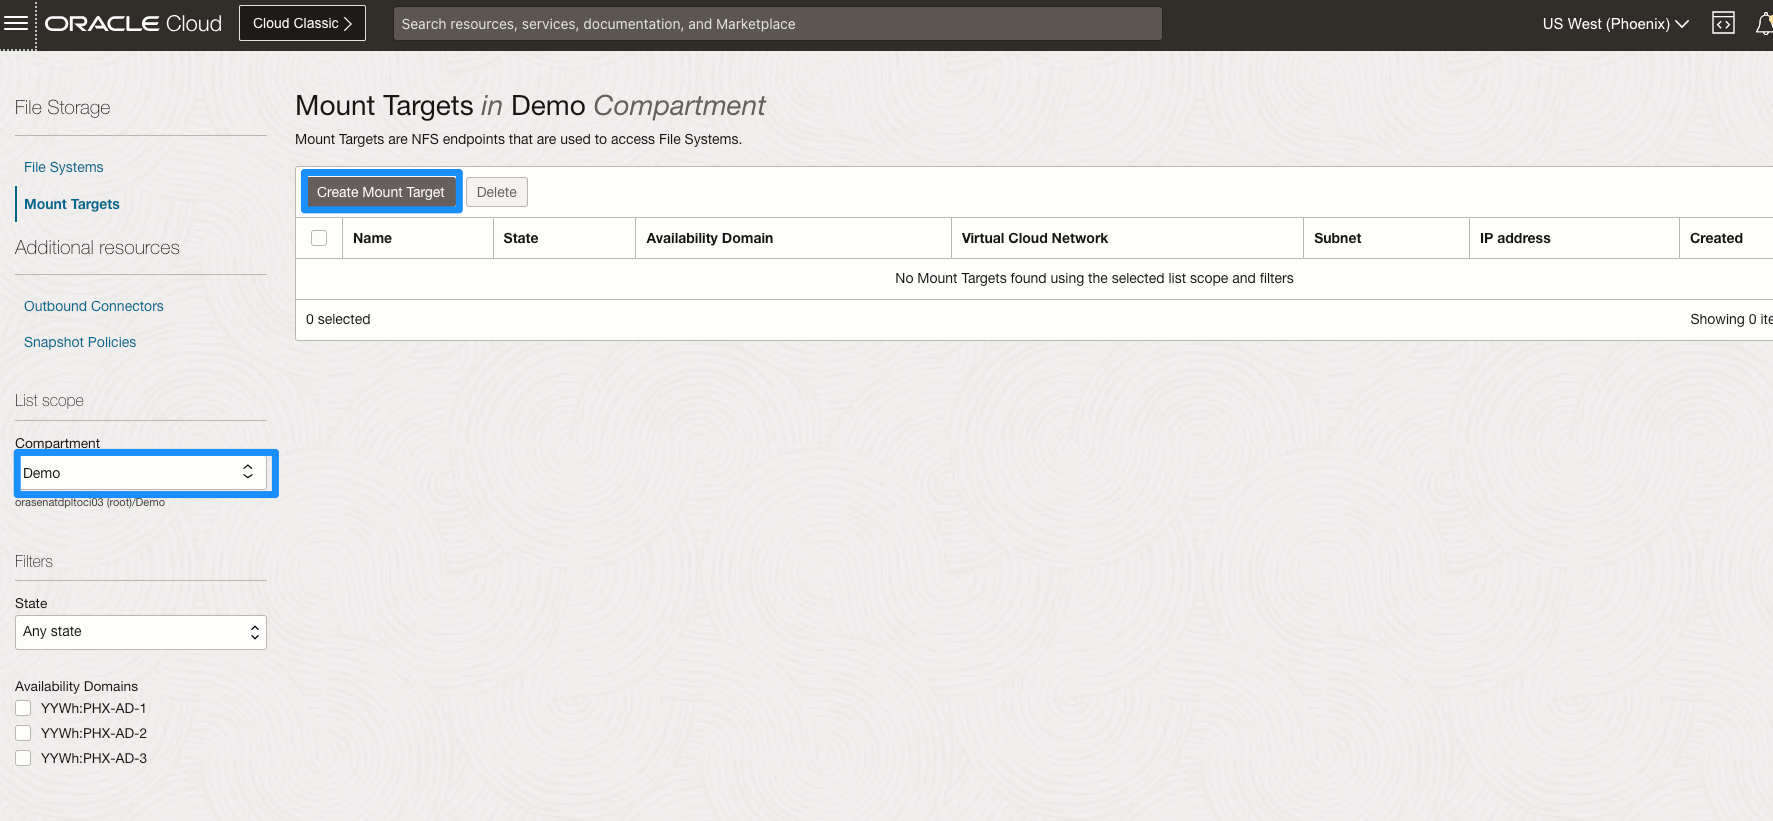 ORACLE Cloud
Cloud Classic
Search resources, services, documentation, and Marketplace
US West (Phoenix)
File Storage
File Systems
Mount Targets
Additional resources
Outbound Connectors
Snapshot Policies
List scope
Compartment
Demo
orasenatdpltoci03 (root)/Demo
Filters
State
Any state
Availability Domains
YYWh:PHX-AD-1
YYWh:PHX-AD-2
YYWh:PHX-AD-3
Mount Targets in Demo Compartment
Mount Targets are NFS endpoints that are used to access File Systems.
Create Mount Target Delete
Name State Availability Domain Virtual Cloud Network Subnet IP address Created
No Mount Targets found using the selected list scope and filters
0 selected
Showing 0 ite